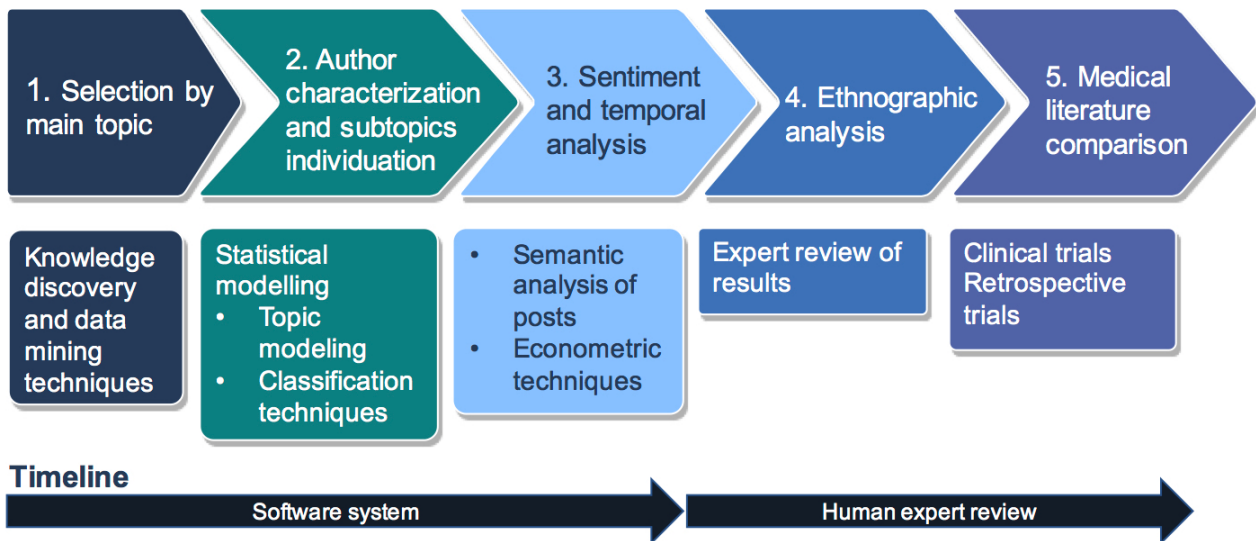 1. Selection by
main topic
2. Author
characterization
and subtopics
individuation
3. Sentiment
and temporal
analysis
4. Ethnographic
analysis
5. Medical
literature
comparison
Knowledge
discovery
and data
mining
techniques
Statistical
modelling
• Topic
modeling
• Classification
techniques
• Semantic
analysis of
posts
• Econometric
techniques
Expert review of
results
Clinical trials
Retrospective
trials
Timeline
Software system
Human expert review